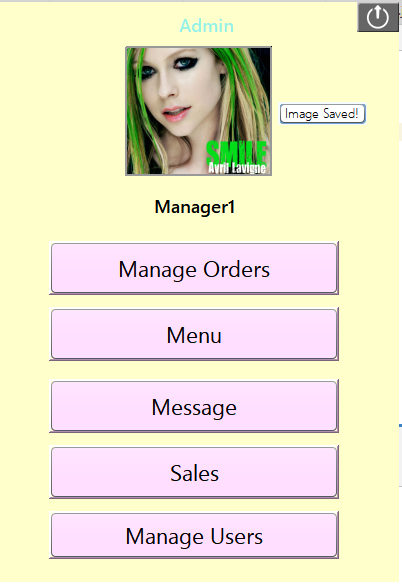 Admin
SMILE
Avril Lavigne
Image Saved!
Manager1
Manage Orders
Menu
Message
Sales
Manage Users